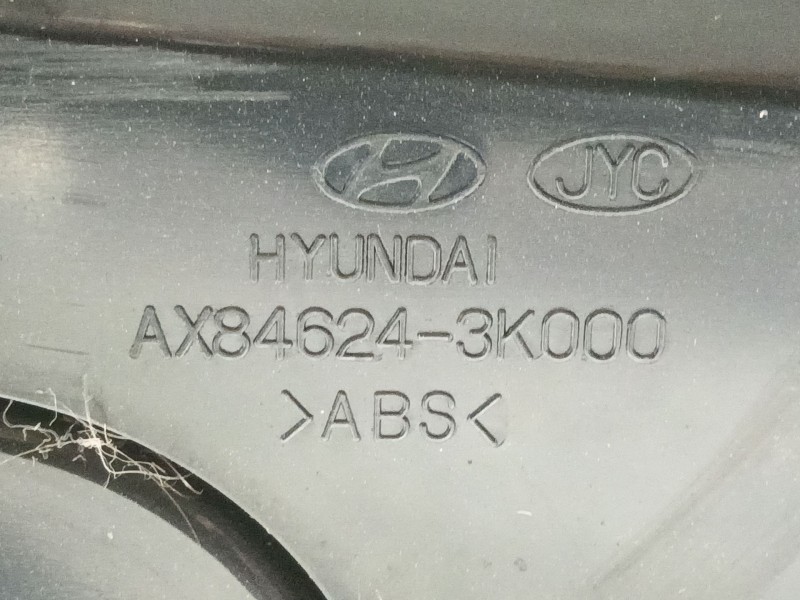 JYC
HYUNDAI
AX84624-3K000
>ABS<